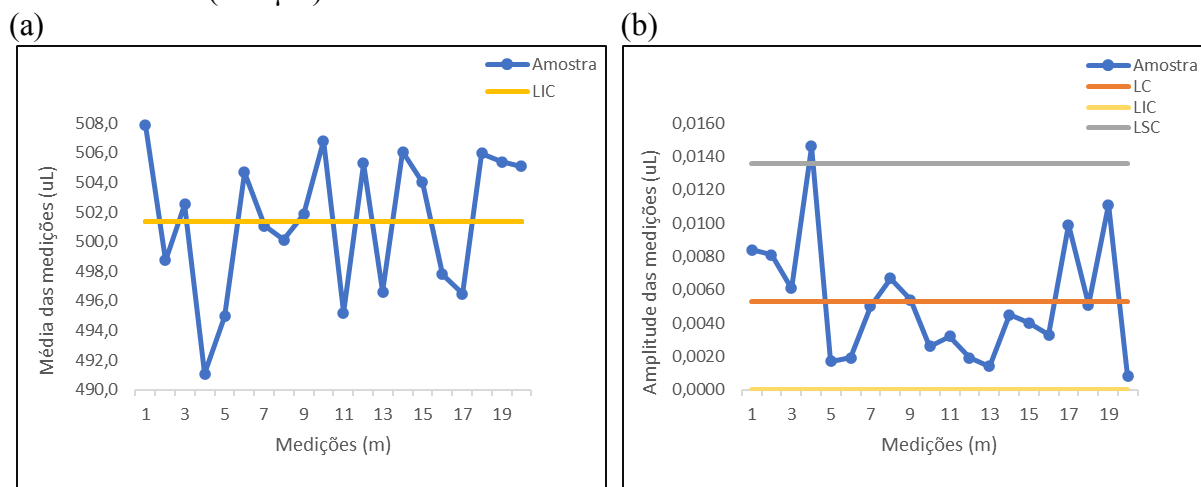 (a)
Amostra
LIC
508,0
506,0
504,0
502,0
500,0
498,0
496,0
494,0
492,0
490,0
Média das medições (uL)
1 3 5 7 9 11 13 15 17 19
Medições (m)
(b)
Amostra
LC
LIC
LSC
0,0160
0,0140
0,0120
0,0100
0,0080
0,0060
0,0040
0,0020
0,0000
Amplitude das medições (uL)
1 3 5 7 9 11 13 15 17 19
Medições (m)